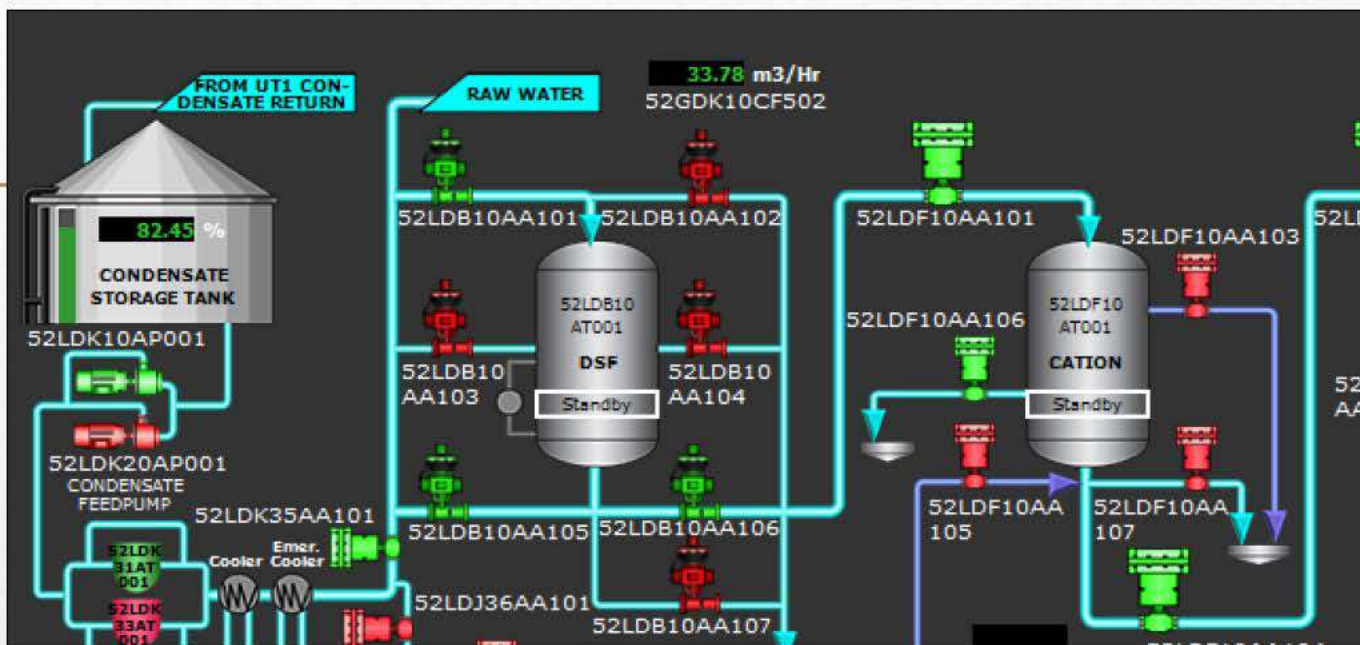 FROM UT1 CON-
DENSATE RETURN
RAW WATER
33.78 m3/Hr
52GDK10CF502
82.45 %
CONDENSATE
STORAGE TANK
52LDB10AA101
52LDB10AA102
52LDF10AA101
52LDF10AA103
52LDK10AP001
52LDB10
AT001
DSF
Standby
52LDB10
AA103
52LDB10
AA104
52LDF10AA106
52LDF10
AT001
CATION
Standby
52LDK20AP001
CONDENSATE
FEEDPUMP
52LDK35AA101
52LDB10AA105
52LDB10AA106
52LDF10AA
105
52LDF10AA
107
52LDK
31AT
001
Cooler
Emer.
Cooler
52LDK
33AT
001
52LDJ36AA101
52LDB10AA107